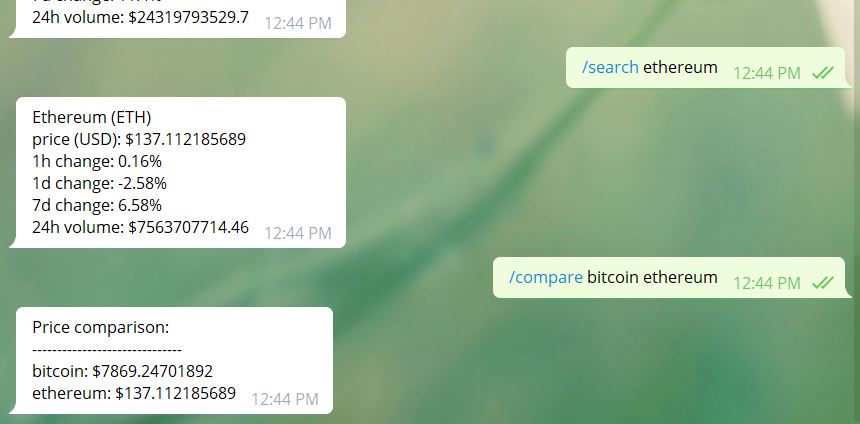 24h volume: $24319793529.7 12:44 PM
/search ethereum 12:44 PM
Ethereum (ETH)
price (USD): $137.112185689
1h change: 0.16%
1d change: -2.58%
7d change: 6.58%
24h volume: $7563707714.46 12:44 PM
/compare bitcoin ethereum 12:44 PM
Price comparison:
------------------------------
bitcoin: $7869.24701892
ethereum: $137.112185689 12:44 PM